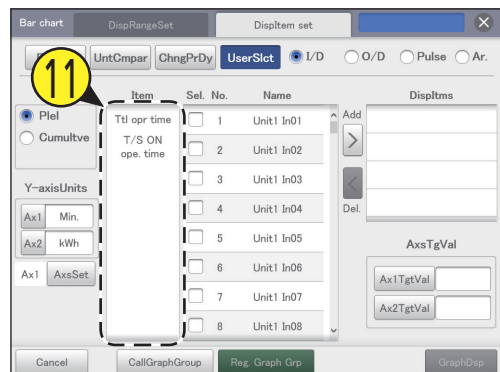 Bar chart DispRangeSet DispItem set
UntCmpar ChngPrDy UserSlct I/D O/D Pulse Ar.
11
Item Sel. No. Name DispItms
Plel
Cumultve
Ttl opr time
T/S ON
ope. time
1 Unit1 In01
2 Unit1 In02
3 Unit1 In03
4 Unit1 In04
5 Unit1 In05
6 Unit1 In06
7 Unit1 In07
8 Unit1 In08
Add
>
<
Del.
Y-axisUnits
Ax1 Min.
Ax2 kWh
Ax1 AxsSet
AxsTgVal
Ax1TgtVal
Ax2TgtVal
Cancel CallGraphGroup Reg. Graph Grp GraphDsp